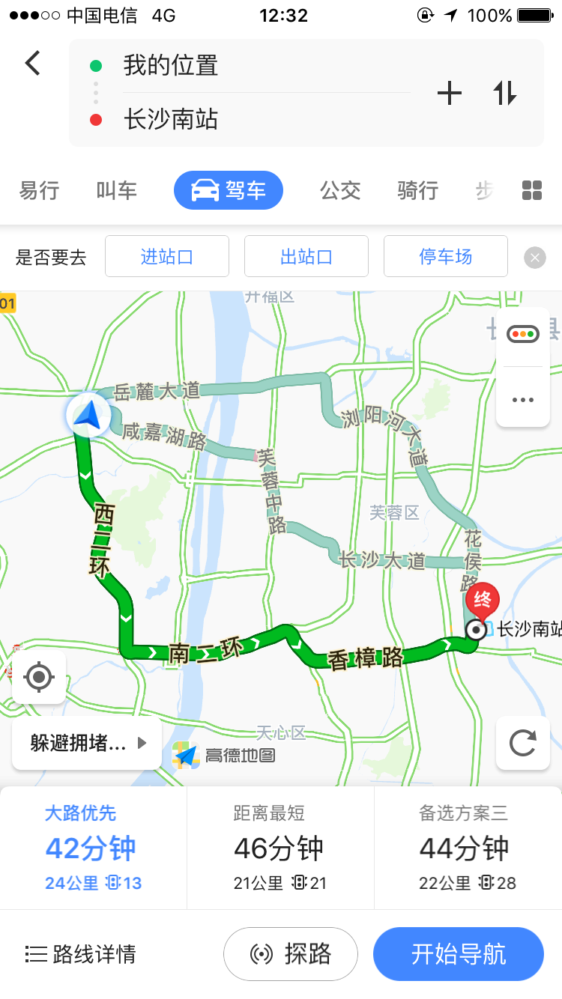 中国电信 4G 12:32 100%
我的位置
长沙南站
易行 叫车 驾车 公交 骑行 步
是否要去 进站口 出站口 停车场
01
开福区
岳麓大道
浏阳河大道
咸嘉湖路
芙蓉中路
芙蓉区
西二环
花侯路
长沙大道
终
长沙南站
南二环
香樟路
天心区
躲避拥堵...
高德地图
大路优先 距离最短 备选方案三
42分钟 46分钟 44分钟
24公里 13 21公里 21 22公里 28
路线详情 探路 开始导航